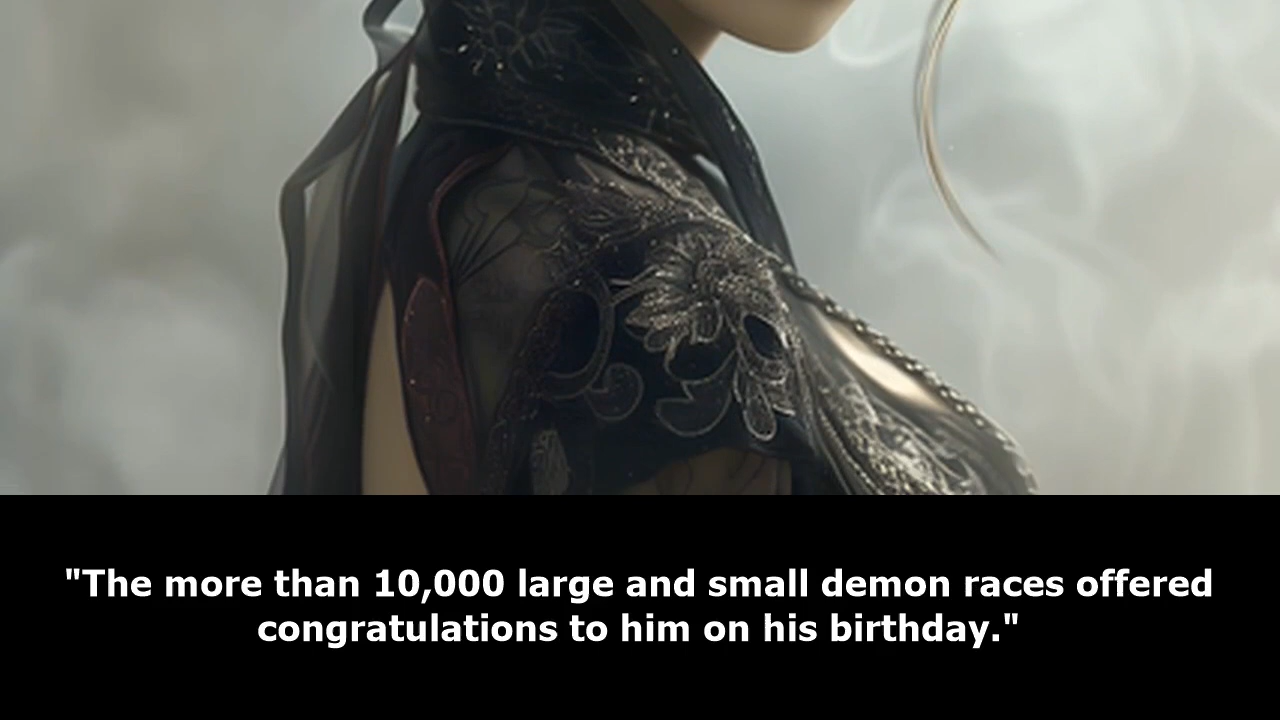 "The more than 10,000 large and small demon races offered
congratulations to him on his birthday."